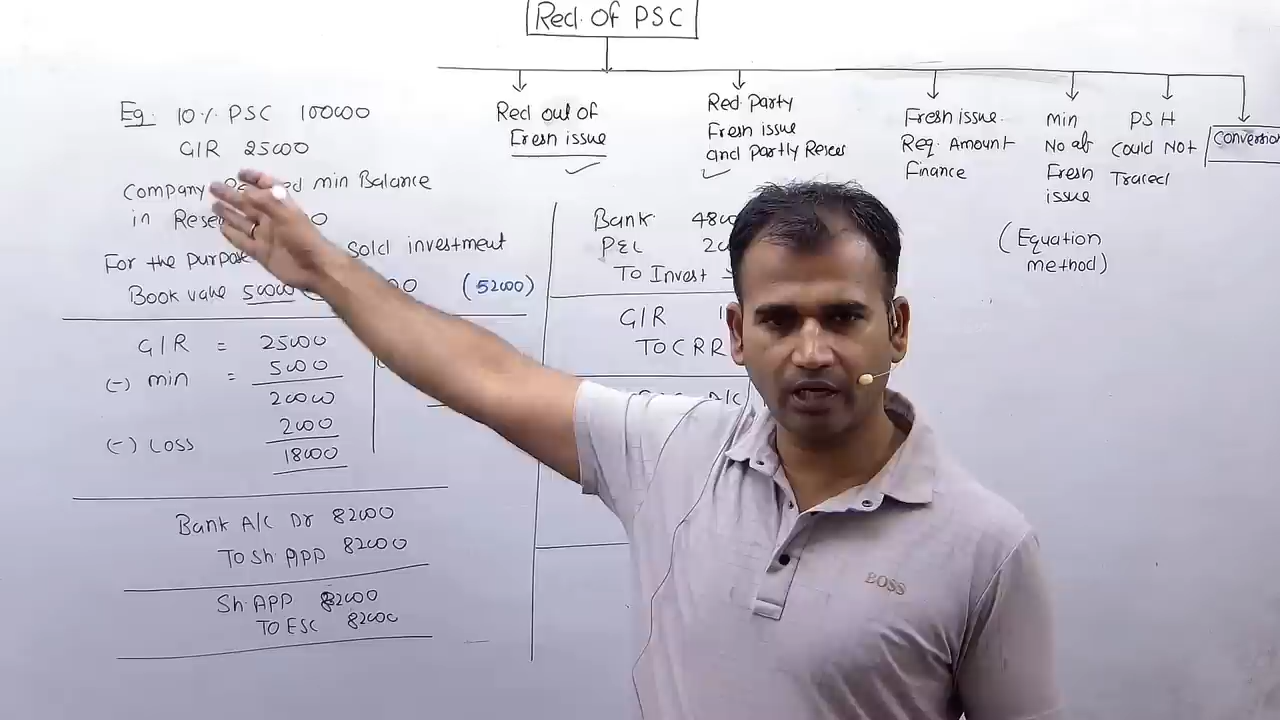 Red. Of PSC
Red out of
Fresh issue
Red. Partly
Fresh issue
and Partly Reser
Fresh issue.
Req. Amount
Finance
min
No of
Fresh
issue
PSH
Could Not
Traced
Conversion
(Equation
method)
Eg. 10% PSC 100000
G/R 25000
Company min Balance
in
For the Purpose Sold investment
Book value 50000 (52000)
G/R = 25000
(-) min = 5000
20000
(-) Loss 2000
18000
Bank A/C Dr 82000
To Sh. APP 82000
Sh. APP 82000
TO ESC 82000
Bank
P&L
To Invest
G/R
TO CRR
BOSS